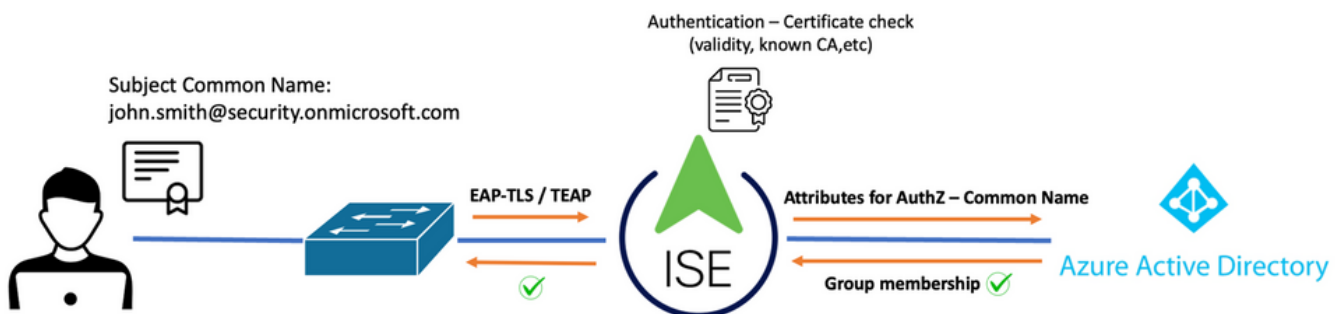 Authentication – Certificate check
(validity, known CA,etc)
Subject Common Name:
john.smith@security.onmicrosoft.com
EAP-TLS / TEAP
Attributes for AuthZ – Common Name
ISE
Group membership
Azure Active Directory